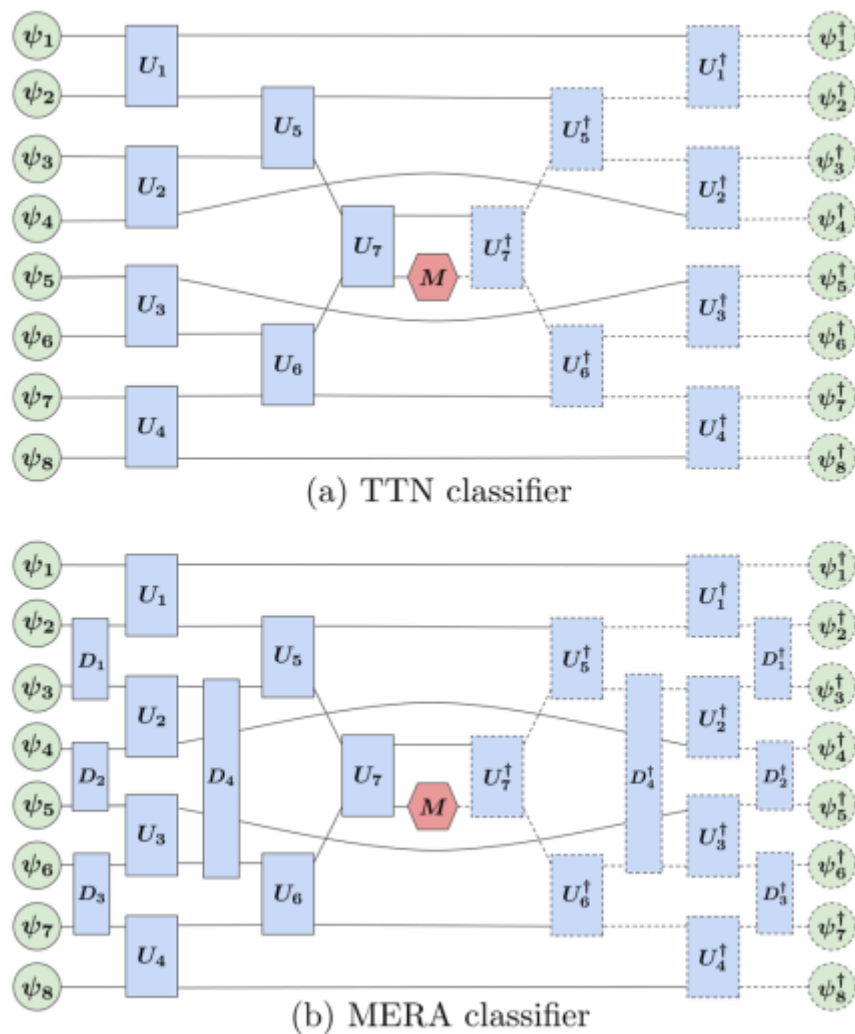 ψ1 U1 U1† ψ1†
ψ2 U5 U5† ψ2†
ψ3 U2 U2† ψ3†
ψ4 U7 M U7† ψ4†
ψ5 U3 U3† ψ5†
ψ6 U6 U6† ψ6†
ψ7 U4 U4† ψ7†
ψ8 ψ8†
(a) TTN classifier
ψ1 U1 U1† ψ1†
ψ2 D1 U5 U5† D1† ψ2†
ψ3 U2 U2† ψ3†
ψ4 D2 D4 U7 M U7† D4† D2† ψ4†
ψ5 U3 U3† ψ5†
ψ6 D3 U6 U6† D3† ψ6†
ψ7 U4 U4† ψ7†
ψ8 ψ8†
(b) MERA classifier